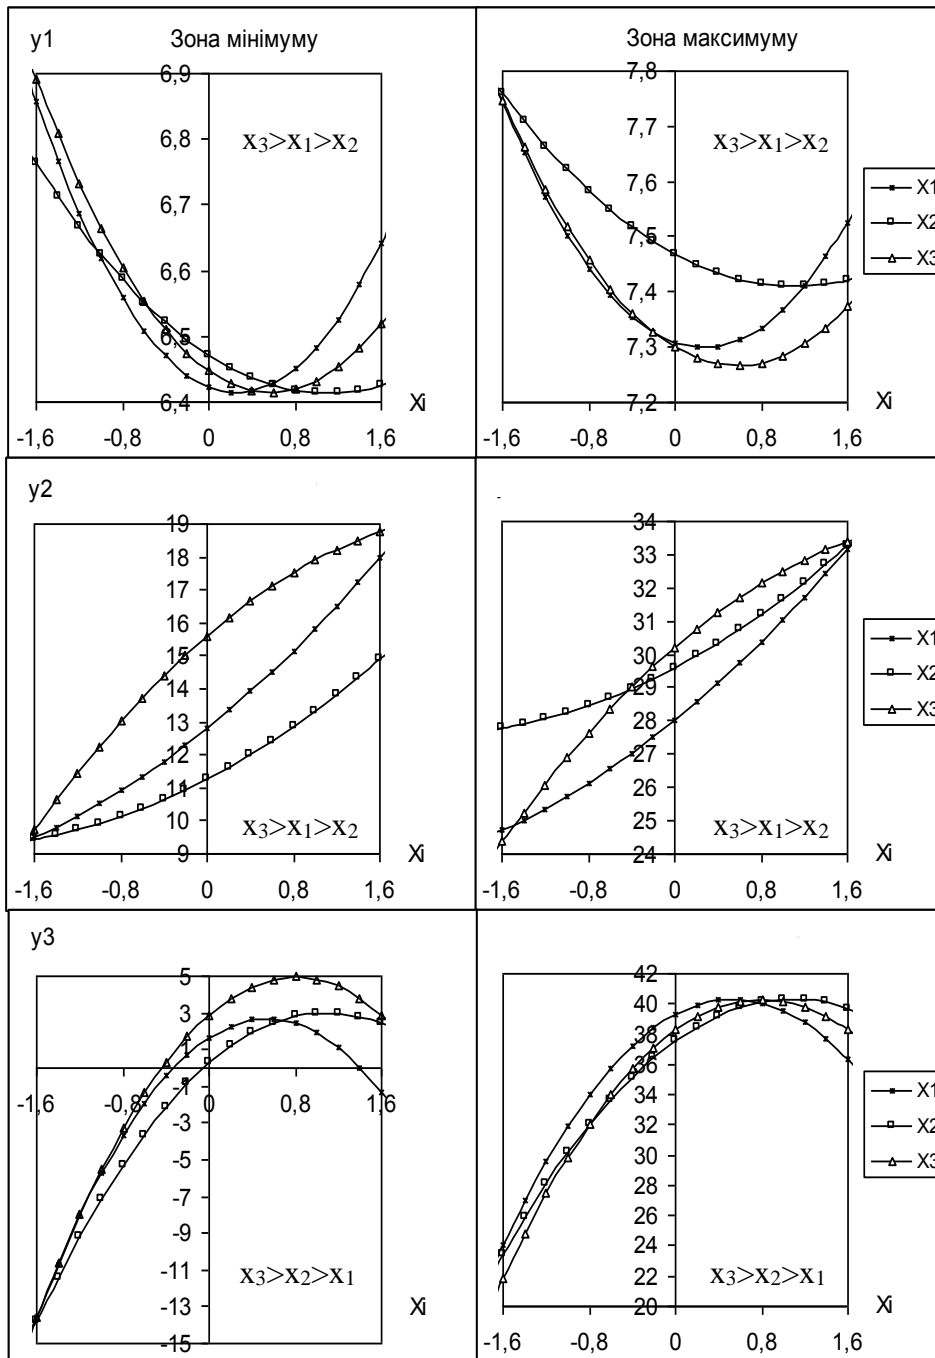 y1
Зона мінімуму
6,9
6,8
6,7
6,6
6,5
6,4
x3>x1>x2
Xi
-1,6 -0,8 0 0,8 1,6
Зона максимуму
7,8
7,7
7,6
7,5
7,4
7,3
7,2
x3>x1>x2
Xi
-1,6 -0,8 0 0,8 1,6
X1
X2
X3
y2
19
18
17
16
15
14
13
12
11
10
9
x3>x1>x2
Xi
-1,6 -0,8 0 0,8 1,6
34
33
32
31
30
29
28
27
26
25
24
x3>x1>x2
Xi
-1,6 -0,8 0 0,8 1,6
X1
X2
X3
y3
5
3
1
-1
-3
-5
-7
-9
-11
-13
-15
-1,6 -0,8 0 0,8 1,6
x3>x2>x1
Xi
42
40
38
36
34
32
30
28
26
24
22
20
x3>x2>x1
Xi
-1,6 -0,8 0 0,8 1,6
X1
X2
X3